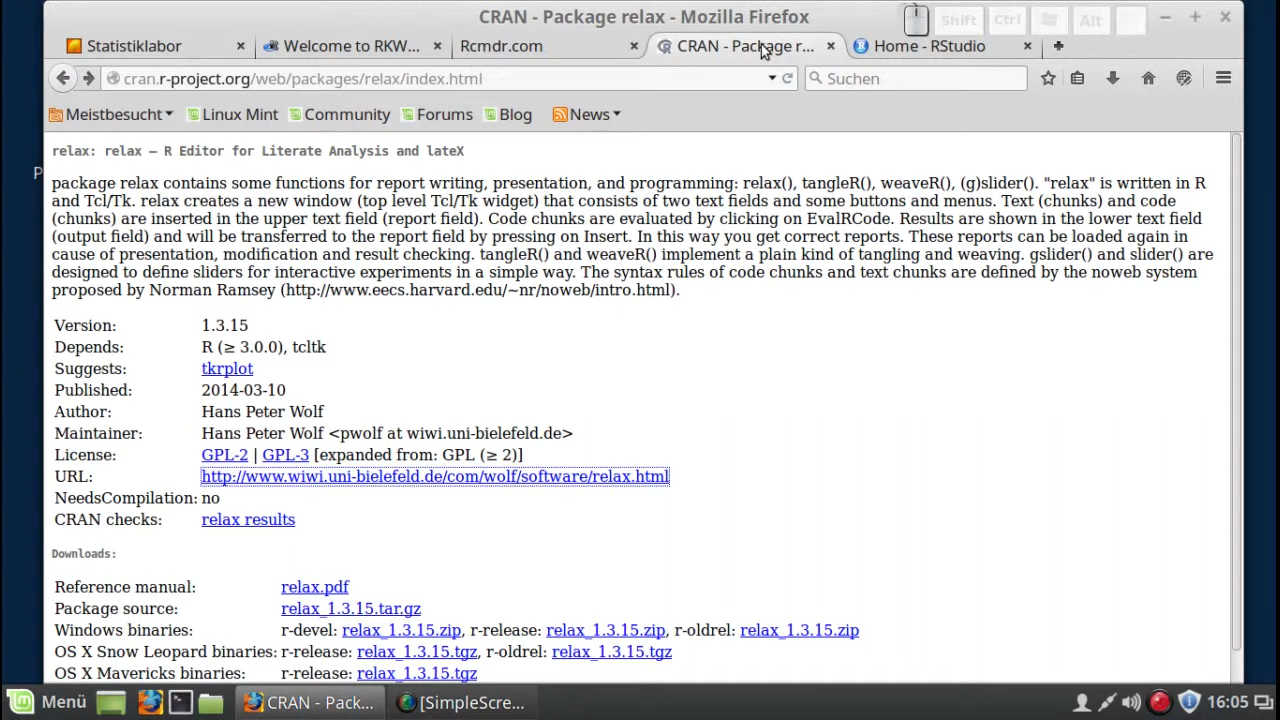 CRAN - Package relax - Mozilla Firefox
Shift Ctrl Alt
Statistiklabor × Welcome to RKW... × Rcmdr.com × CRAN - Package r... × Home - RStudio ×
cran.r-project.org/web/packages/relax/index.html Suchen
Meistbesucht Linux Mint Community Forums Blog News
relax: relax – R Editor for Literate Analysis and lateX
P
package relax contains some functions for report writing, presentation, and programming: relax(), tangleR(), weaveR(), (g)slider(). "relax" is written in R
and Tcl/Tk. relax creates a new window (top level Tcl/Tk widget) that consists of two text fields and some buttons and menus. Text (chunks) and code
(chunks) are inserted in the upper text field (report field). Code chunks are evaluated by clicking on EvalRCode. Results are shown in the lower text field
(output field) and will be transferred to the report field by pressing on Insert. In this way you get correct reports. These reports can be loaded again in
cause of presentation, modification and result checking. tangleR() and weaveR() implement a plain kind of tangling and weaving. gslider() and slider() are
designed to define sliders for interactive experiments in a simple way. The syntax rules of code chunks and text chunks are defined by the noweb system
proposed by Norman Ramsey (http://www.eecs.harvard.edu/~nr/noweb/intro.html).
Version: 1.3.15
Depends: R (≥ 3.0.0), tcltk
Suggests: tkrplot
Published: 2014-03-10
Author: Hans Peter Wolf
Maintainer: Hans Peter Wolf <pwolf at wiwi.uni-bielefeld.de>
License: GPL-2 | GPL-3 [expanded from: GPL (≥ 2)]
URL: http://www.wiwi.uni-bielefeld.de/com/wolf/software/relax.html
NeedsCompilation: no
CRAN checks: relax results
Downloads:
Reference manual: relax.pdf
Package source: relax_1.3.15.tar.gz
Windows binaries: r-devel: relax_1.3.15.zip, r-release: relax_1.3.15.zip, r-oldrel: relax_1.3.15.zip
OS X Snow Leopard binaries: r-release: relax_1.3.15.tgz, r-oldrel: relax_1.3.15.tgz
OS X Mavericks binaries: r-release: relax_1.3.15.tgz
Menü CRAN - Pack... [SimpleScre... 16:05